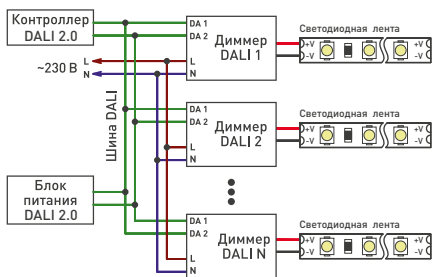 Контроллер
DALI 2.0
~230 В
L
N
Шина DALI
Блок
питания
DALI 2.0
DA 1
DA 2
L
N
Диммер
DALI 1
Светодиодная лента
+V
-V
+V
-V
DA 1
DA 2
L
N
Диммер
DALI 2
Светодиодная лента
+V
-V
+V
-V
DA 1
DA 2
L
N
Диммер
DALI N
Светодиодная лента
+V
-V
+V
-V